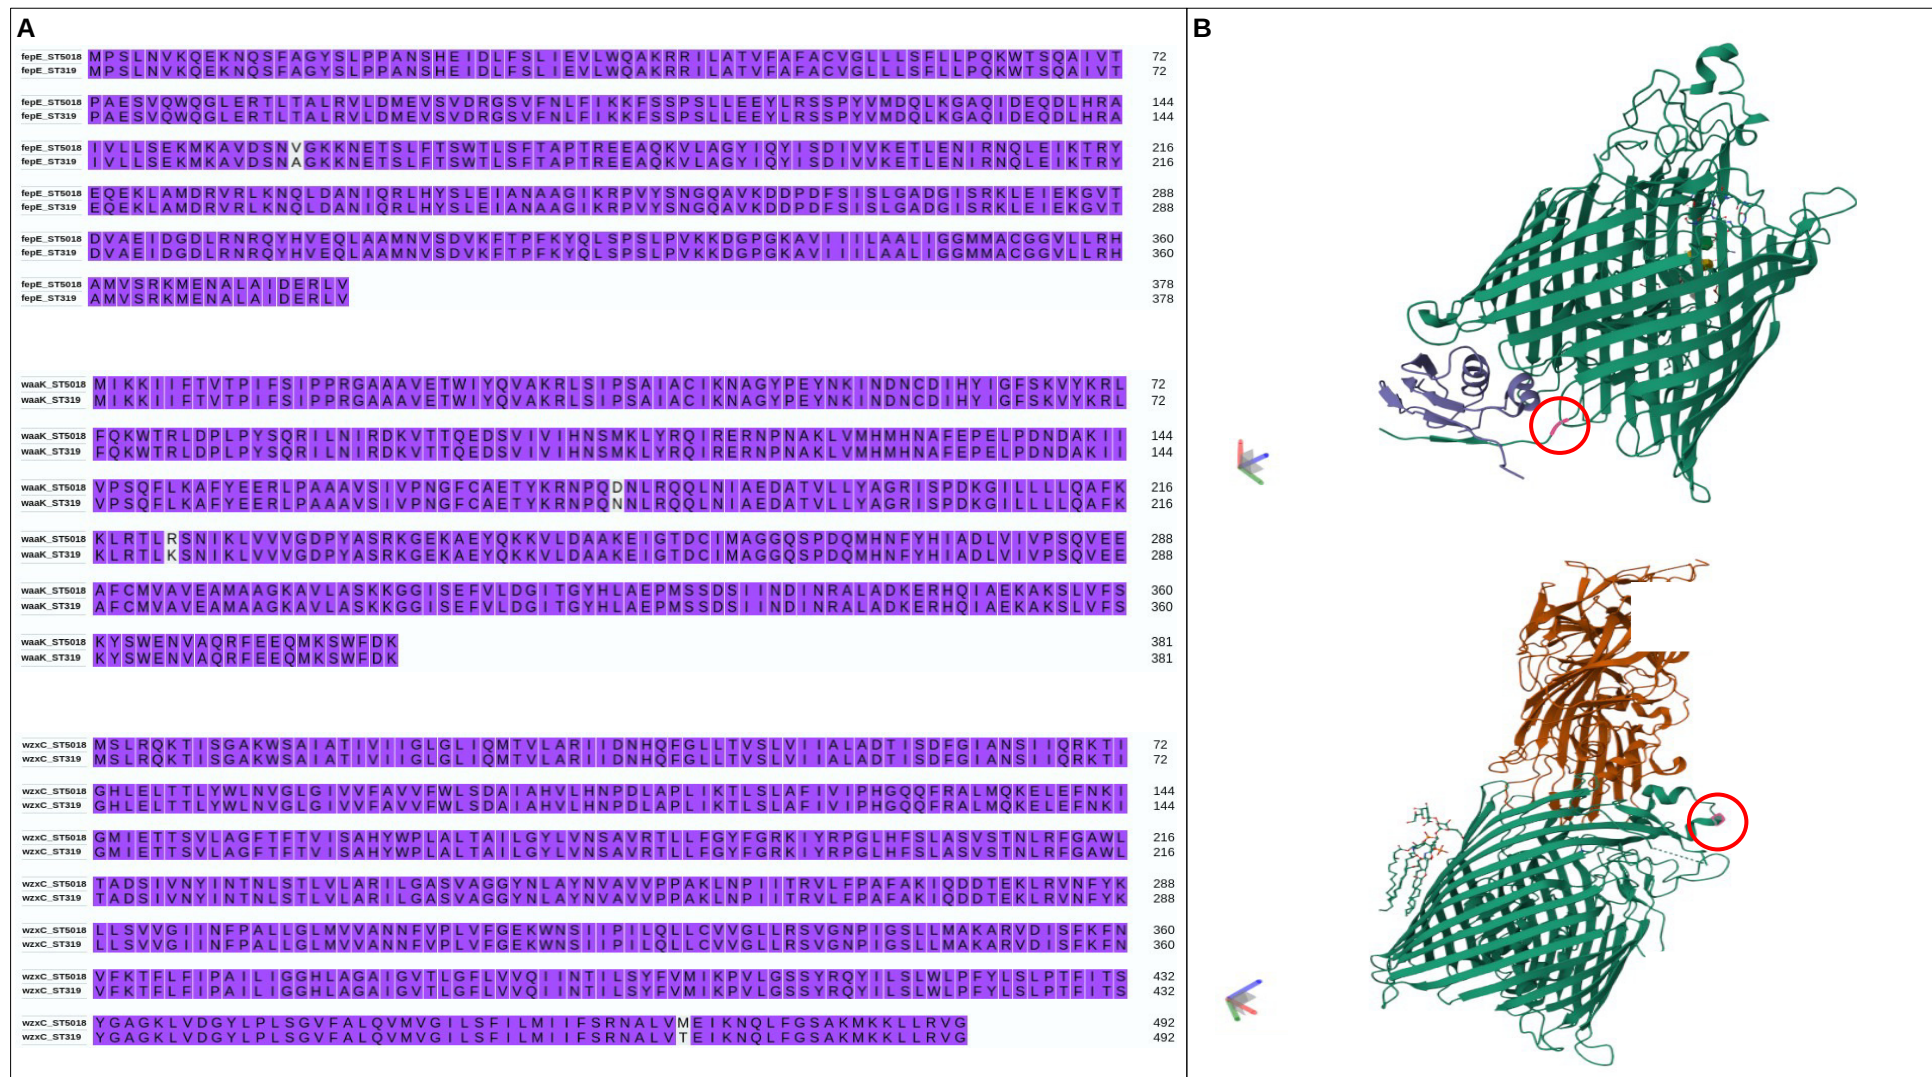 A
B
fepE_ST5018 MPSLNVKQEKNQSFAGYSLPPANSHEIDLFSLIEVLWQAKRRILATVFAFACVGLLLSFLLPQKWTSQAIVT 72
fepE_ST319 MPSLNVKQEKNQSFAGYSLPPANSHEIDLFSLIEVLWQAKRRILATVFAFACVGLLLSFLLPQKWTSQAIVT 72
fepE_ST5018 PAESVQWQGLERTLTALRVLDMEVSVDRGSVFNLFIKKFSSPSLLEEYLRSSPYVMDQLKGAQIDEQDLHRA 144
fepE_ST319 PAESVQWQGLERTLTALRVLDMEVSVDRGSVFNLFIKKFSSPSLLEEYLRSSPYVMDQLKGAQIDEQDLHRA 144
fepE_ST5018 IVLLSEKMKAVDSNVGKKNETSLFTSWTLSFTAPTREEAQKVLAGYIQYISDIVVKETLENIRNQLEIKTRY 216
fepE_ST319 IVLLSEKMKAVDSNAGKKNETSLFTSWTLSFTAPTREEAQKVLAGYIQYISDIVVKETLENIRNQLEIKTRY 216
fepE_ST5018 EQEKLAMDRVRLKNQLDANIQRLHYSLEIANAAGIKRPVYSNGQAVKDDPDFSISLGADGISRKLEIEKGVT 288
fepE_ST319 EQEKLAMDRVRLKNQLDANIQRLHYSLEIANAAGIKRPVYSNGQAVKDDPDFSISLGADGISRKLEIEKGVT 288
fepE_ST5018 DVAEIDGDLRNRQYHVEQLAAMNVSDVKFTPFKYQLSPSLPVKKDGPGKAVIIILAALIGGMMACGGVLLRH 360
fepE_ST319 DVAEIDGDLRNRQYHVEQLAAMNVSDVKFTPFKYQLSPSLPVKKDGPGKAVIIILAALIGGMMACGGVLLRH 360
fepE_ST5018 AMVSRKMENALAIDERLV 378
fepE_ST319 AMVSRKMENALAIDERLV 378
waaK_ST5018 MIKKIIFTVTPIFSIPPRGAAAVETWIYQVAKRLSIPSAIACIKNAGYPEYNKINDNCDIHYIGFSKVYKRL 72
waaK_ST319 MIKKIIFTVTPIFSIPPRGAAAVETWIYQVAKRLSIPSAIACIKNAGYPEYNKINDNCDIHYIGFSKVYKRL 72
waaK_ST5018 FQKWTRLDPLPYSQRILNIRDKVTTQEDSVIVIHNSMKLYRQIRERNPNAKLVMHMHNAFEPELPDNDAKII 144
waaK_ST319 FQKWTRLDPLPYSQRILNIRDKVTTQEDSVIVIHNSMKLYRQIRERNPNAKLVMHMHNAFEPELPDNDAKII 144
waaK_ST5018 VPSQFLKAFYEERLPAAAVSIVPNGFCAETYKRNPQDNLRQQLNIAEDATVLLYAGRISPDKGILLLLQAFK 216
waaK_ST319 VPSQFLKAFYEERLPAAAVSIVPNGFCAETYKRNPQNNLRQQLNIAEDATVLLYAGRISPDKGILLLLQAFK 216
waaK_ST5018 KLRTLRSNIKLVVVGDPYASRKGEKAEYQKKVLDAAKEIGTDCIMAGGQSPDQMHNFYHIADLVIVPSQVEE 288
waaK_ST319 KLRTLKSNIKLVVVGDPYASRKGEKAEYQKKVLDAAKEIGTDCIMAGGQSPDQMHNFYHIADLVIVPSQVEE 288
waaK_ST5018 AFCMVAVEAMAAGKAVLASKKGGISEFVLDGITGYHLAEPMSSDSIINDINRALADKERHQIAEKAKSLVFS 360
waaK_ST319 AFCMVAVEAMAAGKAVLASKKGGISEFVLDGITGYHLAEPMSSDSIINDINRALADKERHQIAEKAKSLVFS 360
waaK_ST5018 KYSWENVAQRFEEQMKSWFDK 381
waaK_ST319 KYSWENVAQRFEEQMKSWFDK 381
wzxC_ST5018 MSLRQKTISGAKWSAIATIVIIGLGLIQMTVLARIIDNHQFGLLTVSLVIIALADTISDFGIANSIIQRKTI 72
wzxC_ST319 MSLRQKTISGAKWSAIATIVIIGLGLIQMTVLARIIDNHQFGLLTVSLVIIALADTISDFGIANSIIQRKTI 72
wzxC_ST5018 GHLELTTLYWLNVGLGIVVFAVVFWLSDAIAHVLHNPDLAPLIKTLSLAFIVIPHGQQFRALMQKELEFNKI 144
wzxC_ST319 GHLELTTLYWLNVGLGIVVFAVVFWLSDAIAHVLHNPDLAPLIKTLSLAFIVIPHGQQFRALMQKELEFNKI 144
wzxC_ST5018 GMIETTSVLAGFTFTVISAHYWPLALTAILGYLVNSAVRTLLFGYFGRKIYRPGLHFSLASVSTNLRFGAWL 216
wzxC_ST319 GMIETTSVLAGFTFTVISAHYWPLALTAILGYLVNSAVRTLLFGYFGRKIYRPGLHFSLASVSTNLRFGAWL 216
wzxC_ST5018 TADSIVNYINTNLSTLVLARILGASVAGGYNLAYNVAVVPPAKLNPIITRVLFPAFAKIQDDTEKLRVNFYK 288
wzxC_ST319 TADSIVNYINTNLSTLVLARILGASVAGGYNLAYNVAVVPPAKLNPIITRVLFPAFAKIQDDTEKLRVNFYK 288
wzxC_ST5018 LLSVVGIINFPALLGLMVVANNFVPLVFGEKWNSIIPILQLLCVVGLLRSVGNPIGSLLMAKARVDISFKFN 360
wzxC_ST319 LLSVVGIINFPALLGLMVVANNFVPLVFGEKWNSIIPILQLLCVVGLLRSVGNPIGSLLMAKARVDISFKFN 360
wzxC_ST5018 VFKTFLFIPAILIGGHLAGAIGVTLGFLVVQIINTILSYFVMIKPVLGSSYRQYILSLWLPFYLSLPTFITS 432
wzxC_ST319 VFKTFLFIPAILIGGHLAGAIGVTLGFLVVQIINTILSYFVMIKPVLGSSYRQYILSLWLPFYLSLPTFITS 432
wzxC_ST5018 YGAGKLVDGYLPLSGVFALQVMVGILSFILMIIFSRNALVMEIKNQLFGSAKMKKLLRVG 492
wzxC_ST319 YGAGKLVDGYLPLSGVFALQVMVGILSFILMIIFSRNALVTEIKNQLFGSAKMKKLLRVG 492